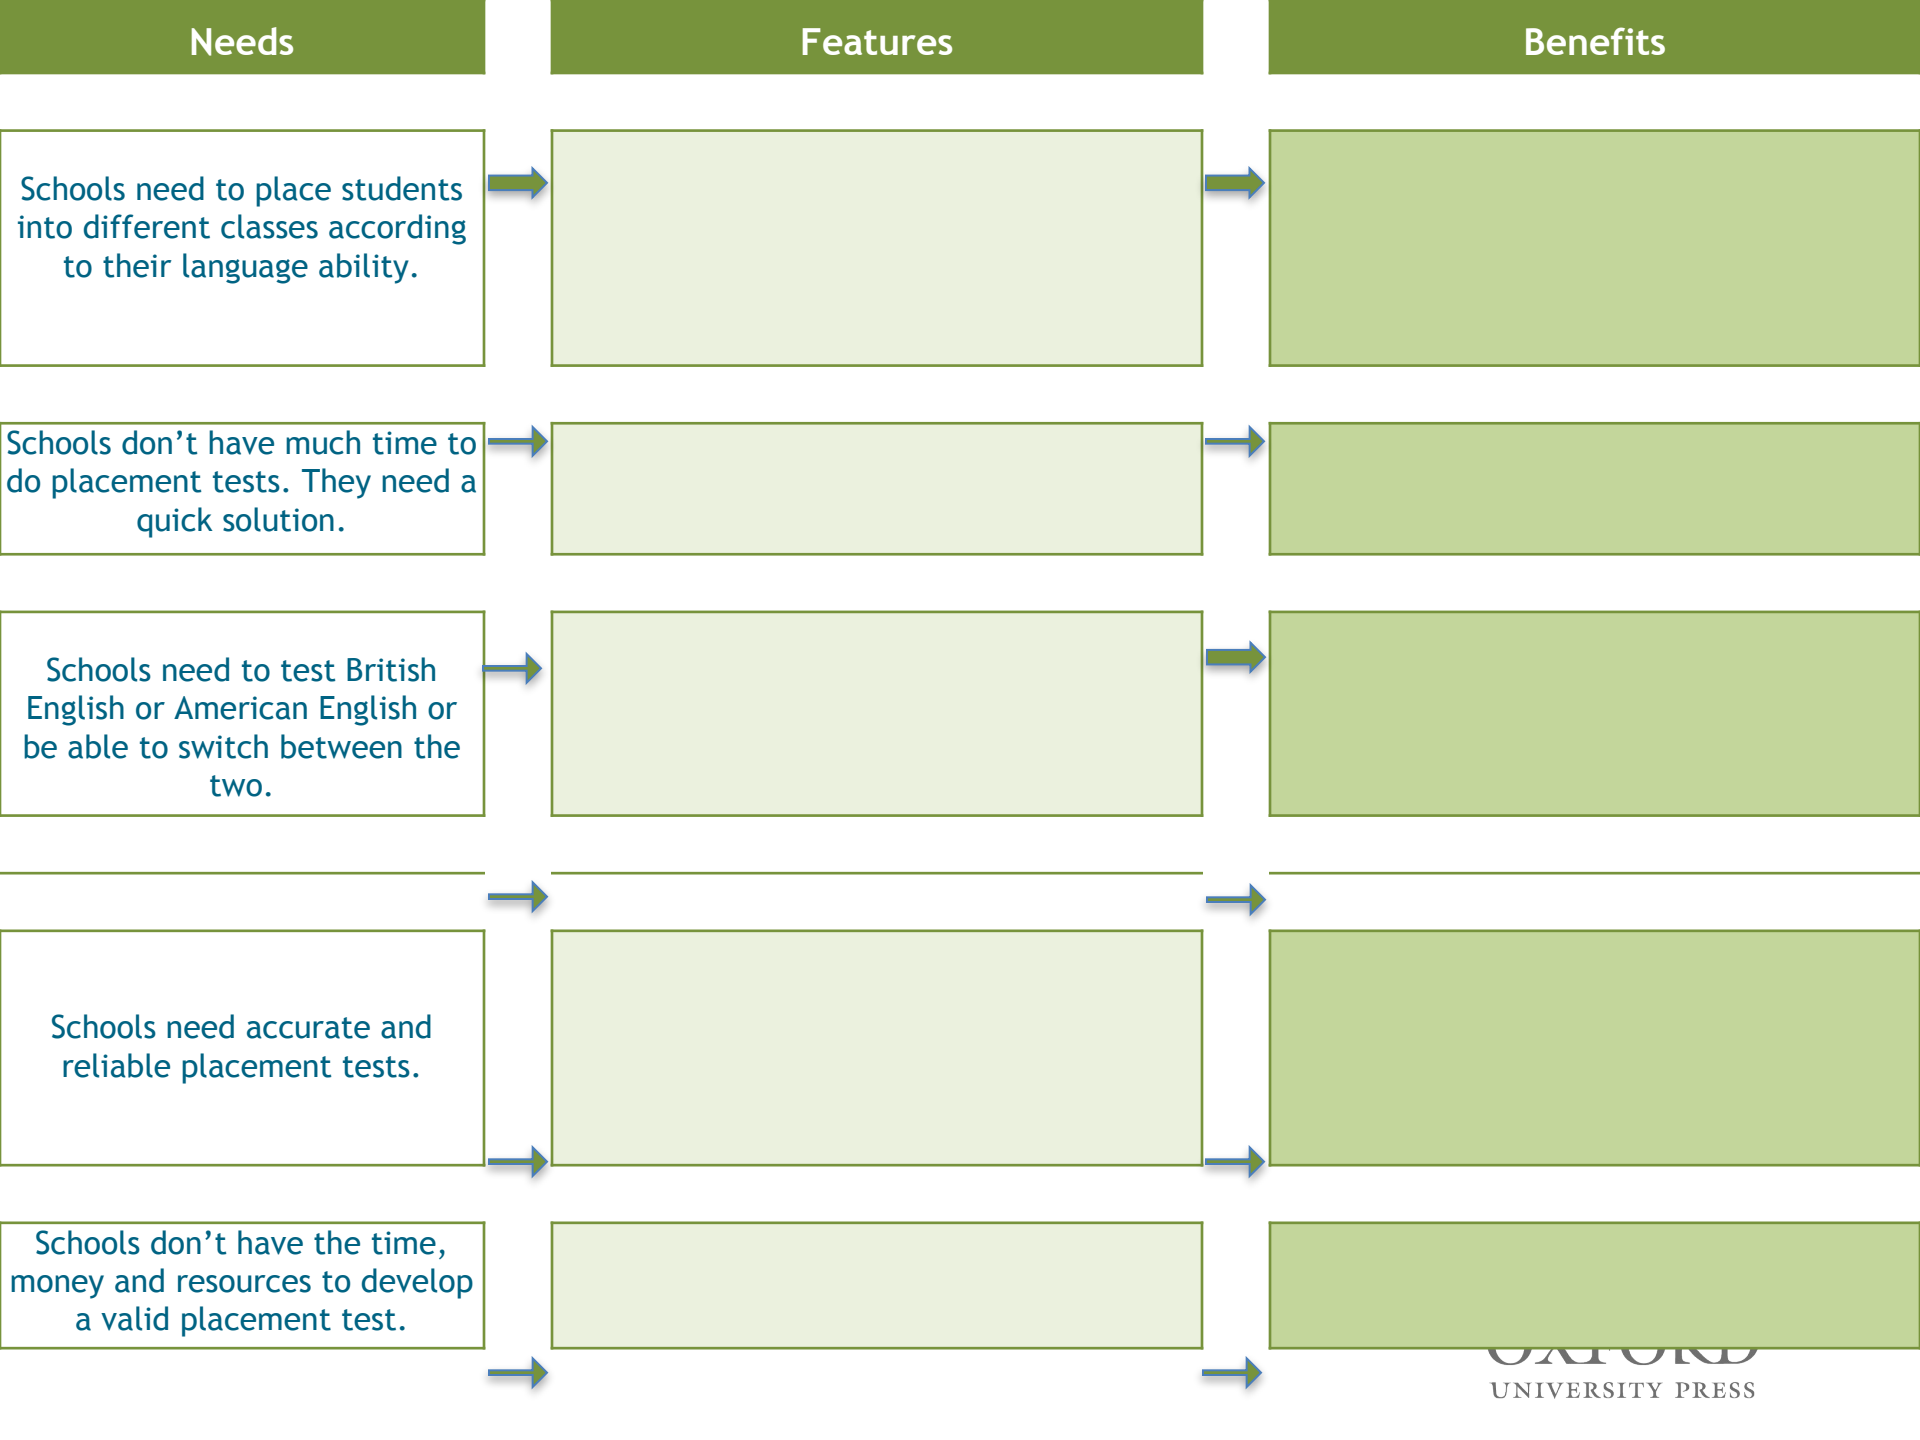 Needs
Features
Benefits
Schools need to place students
into different classes according
to their language ability.
Schools don’t have much time to
do placement tests. They need a
quick solution.
Schools need to test British
English or American English or
be able to switch between the
two.
Schools need accurate and
reliable placement tests.
Schools don’t have the time,
money and resources to develop
a valid placement test.
OXFORD
UNIVERSITY PRESS